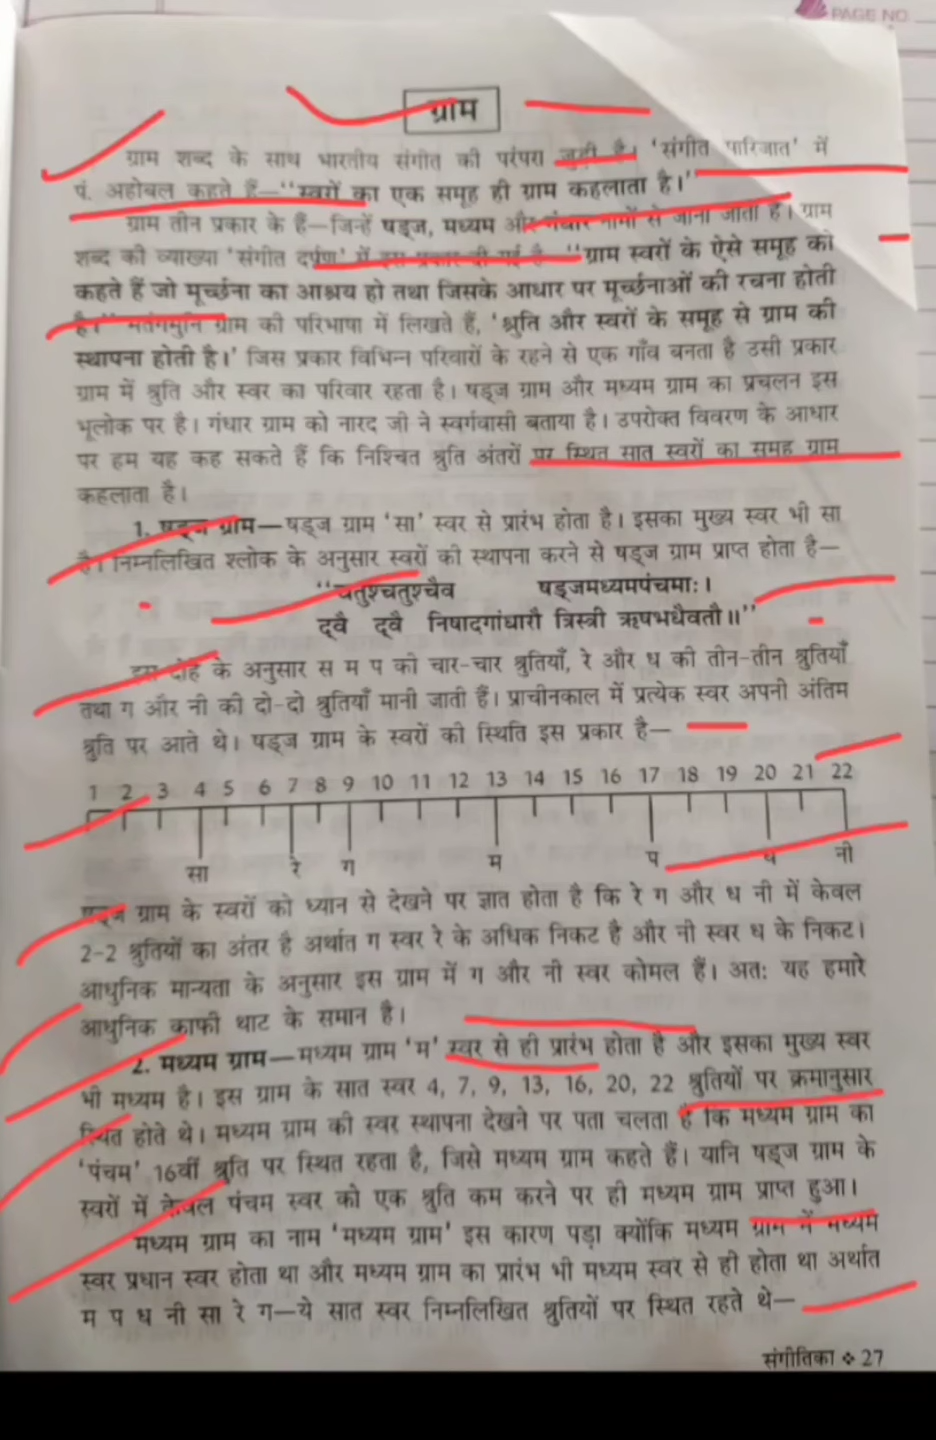 PAGE NO.
ग्राम
ग्राम शब्द के साथ भारतीय संगीत की परंपरा जुड़ी है। 'संगीत पारिजात' में
पं. अहोबल कहते हैं—"स्वरों का एक समूह ही ग्राम कहलाता है।"
ग्राम तीन प्रकार के हैं—जिन्हें षड्ज, मध्यम और गंधार नामों से जाना जाता है। ग्राम
शब्द की व्याख्या 'संगीत दर्पण' में इस प्रकार दी गई है—"ग्राम स्वरों के ऐसे समूह को
कहते हैं जो मूर्च्छना का आश्रय हो तथा जिसके आधार पर मूर्च्छनाओं की रचना होती
है।" मतंगमुनि ग्राम की परिभाषा में लिखते हैं, 'श्रुति और स्वरों के समूह से ग्राम की
स्थापना होती है।' जिस प्रकार विभिन्न परिवारों के रहने से एक गाँव बनता है उसी प्रकार
ग्राम में श्रुति और स्वर का परिवार रहता है। षड्ज ग्राम और मध्यम ग्राम का प्रचलन इस
भूलोक पर है। गंधार ग्राम को नारद जी ने स्वर्गवासी बताया है। उपरोक्त विवरण के आधार
पर हम यह कह सकते हैं कि निश्चित श्रुति अंतरों पर स्थित सात स्वरों का समूह ग्राम
कहलाता है।
1. षड्ज ग्राम—षड्ज ग्राम 'सा' स्वर से प्रारंभ होता है। इसका मुख्य स्वर भी सा
है। निम्नलिखित श्लोक के अनुसार स्वरों की स्थापना करने से षड्ज ग्राम प्राप्त होता है—
"चतुश्चतुश्चैव षड्जमध्यमपंचमाः।
द्वै द्वै निषादगांधारौ त्रिस्त्री ऋषभधैवतौ॥"
इस दोहे के अनुसार स म प की चार-चार श्रुतियाँ, रे और ध की तीन-तीन श्रुतियाँ
तथा ग और नी की दो-दो श्रुतियाँ मानी जाती हैं। प्राचीनकाल में प्रत्येक स्वर अपनी अंतिम
श्रुति पर आते थे। षड्ज ग्राम के स्वरों की स्थिति इस प्रकार है—
1 2 3 4 5 6 7 8 9 10 11 12 13 14 15 16 17 18 19 20 21 22
सा रे ग म प ध नी
षड्ज ग्राम के स्वरों को ध्यान से देखने पर ज्ञात होता है कि रे ग और ध नी में केवल
2-2 श्रुतियों का अंतर है अर्थात ग स्वर रे के अधिक निकट है और नी स्वर ध के निकट।
आधुनिक मान्यता के अनुसार इस ग्राम में ग और नी स्वर कोमल हैं। अतः यह हमारे
आधुनिक काफी थाट के समान है।
2. मध्यम ग्राम—मध्यम ग्राम 'म' स्वर से ही प्रारंभ होता है और इसका मुख्य स्वर
भी मध्यम है। इस ग्राम के सात स्वर 4, 7, 9, 13, 16, 20, 22 श्रुतियों पर क्रमानुसार
स्थित होते थे। मध्यम ग्राम की स्वर स्थापना देखने पर पता चलता है कि मध्यम ग्राम का
'पंचम' 16वीं श्रुति पर स्थित रहता है, जिसे मध्यम ग्राम कहते हैं। यानि षड्ज ग्राम के
स्वरों में केवल पंचम स्वर को एक श्रुति कम करने पर ही मध्यम ग्राम प्राप्त हुआ।
मध्यम ग्राम का नाम 'मध्यम ग्राम' इस कारण पड़ा क्योंकि मध्यम ग्राम में मध्यम
स्वर प्रधान स्वर होता था और मध्यम ग्राम का प्रारंभ भी मध्यम स्वर से ही होता था अर्थात
म प ध नी सा रे ग—ये सात स्वर निम्नलिखित श्रुतियों पर स्थित रहते थे—
संगीतिका ❖ 27